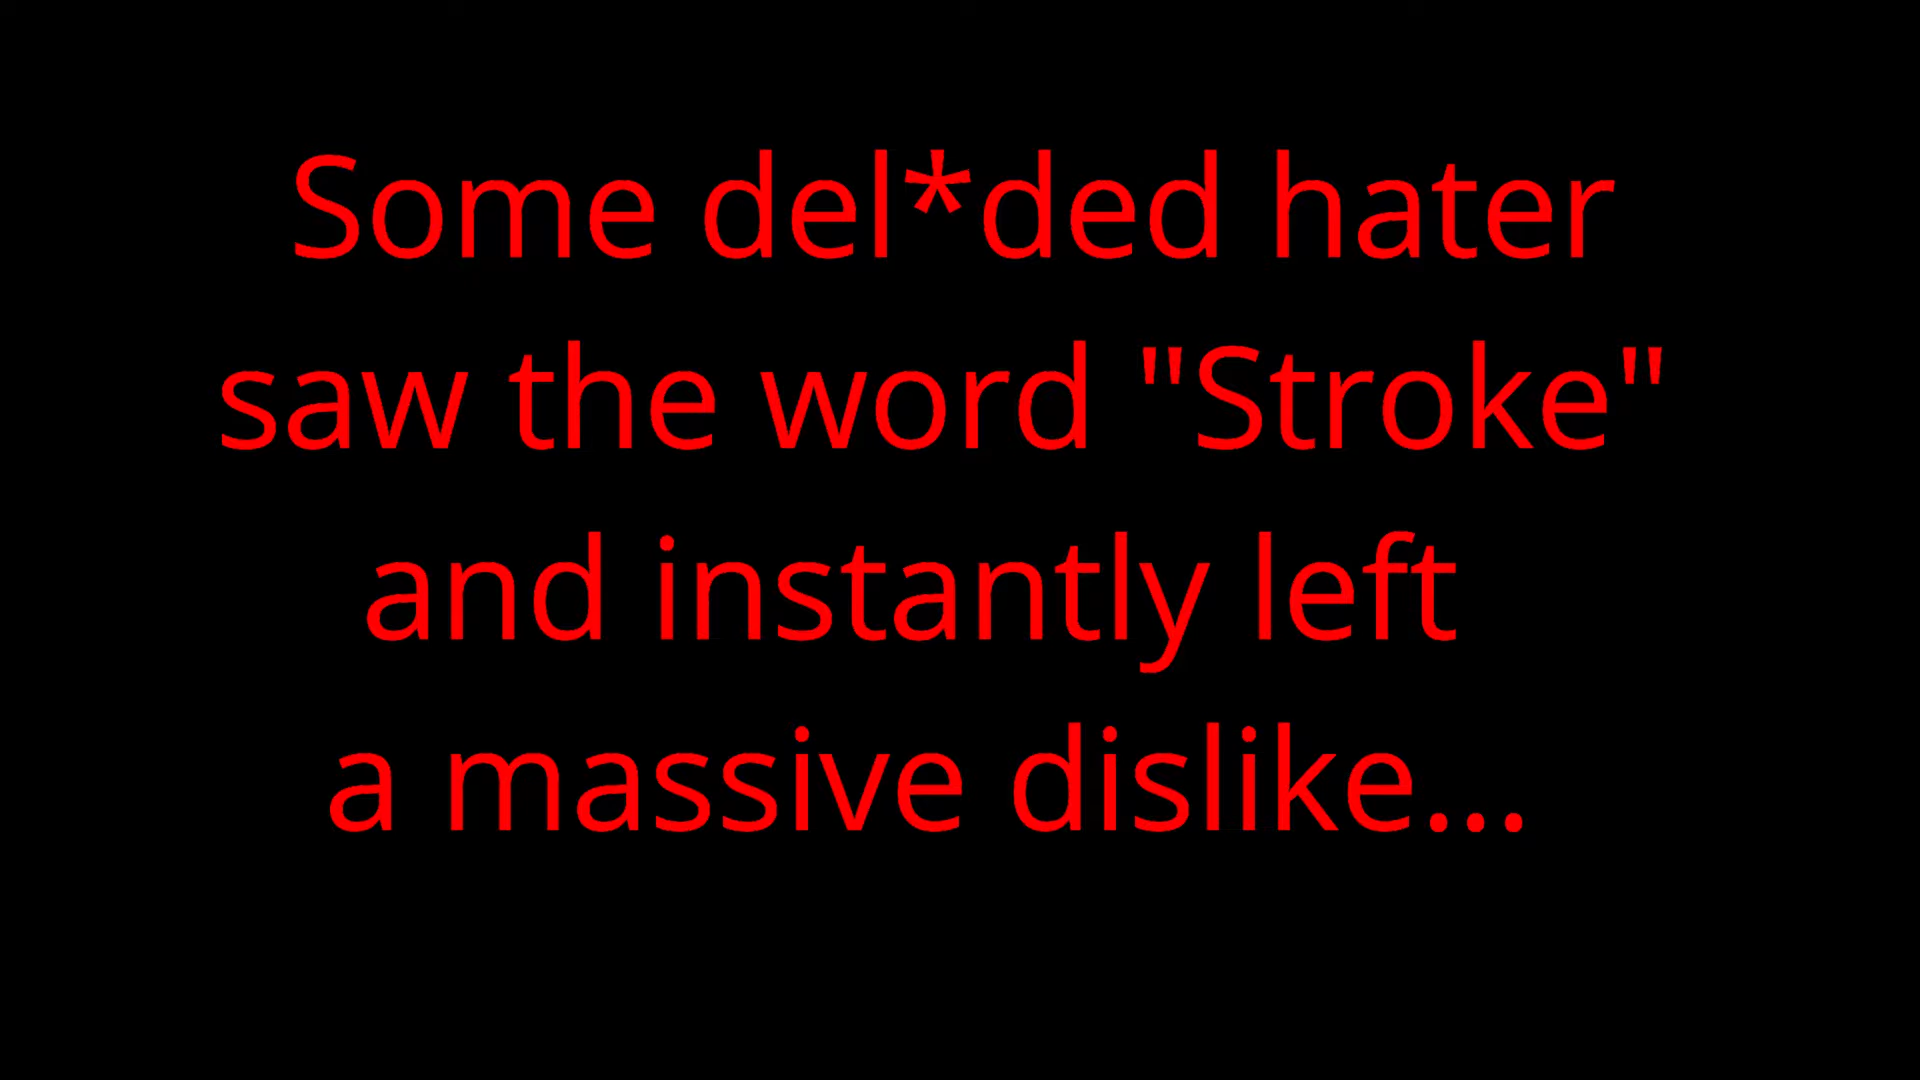 Some del*ded hater
saw the word "Stroke"
and instantly left
a massive dislike...